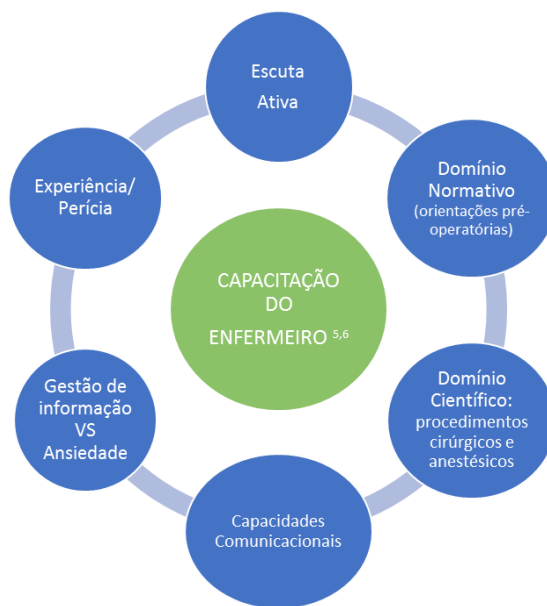 Escuta
Ativa
Domínio
Normativo
(orientações pré-
operatórias)
Domínio
Científico:
procedimentos
cirúrgicos e
anestésicos
Capacidades
Comunicacionais
Gestão de
informação
VS
Ansiedade
Experiência/
Perícia
CAPACITAÇÃO
DO
ENFERMEIRO 5,6